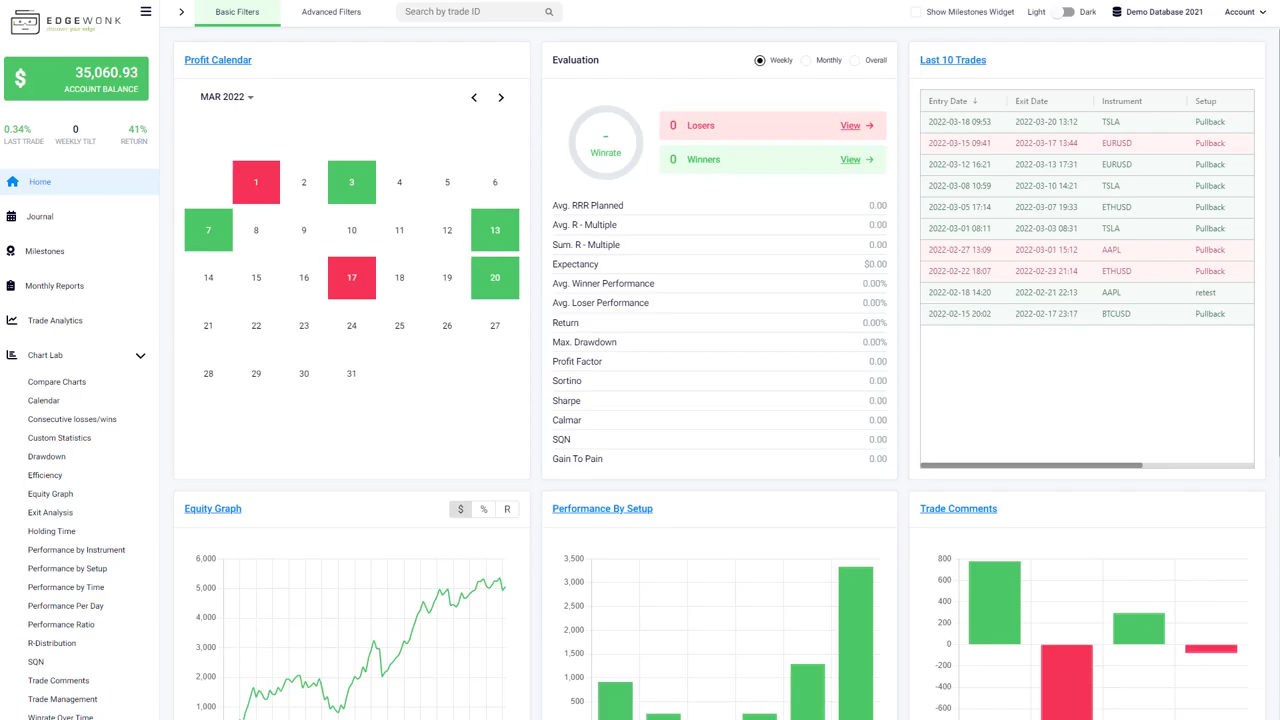 EDGEWONK
discover your edge
Basic Filters
Advanced Filters
Search by trade ID
Show Milestones Widget
Light
Dark
Demo Database 2021
Account
$
35,060.93
ACCOUNT BALANCE
0.34%
0
41%
LAST TRADE
WEEKLY TILT
RETURN
Home
Journal
Milestones
Monthly Reports
Trade Analytics
Chart Lab
Compare Charts
Calendar
Consecutive losses/wins
Custom Statistics
Drawdown
Efficiency
Equity Graph
Exit Analysis
Holding Time
Performance by Instrument
Performance by Setup
Performance by Time
Performance Per Day
Performance Ratio
R-Distribution
SQN
Trade Comments
Trade Management
Winrate Over Time
Profit Calendar
MAR 2022
1 2 3 4 5 6
7 8 9 10 11 12 13
14 15 16 17 18 19 20
21 22 23 24 25 26 27
28 29 30 31
Evaluation
Weekly
Monthly
Overall
-
Winrate
0 Losers View →
0 Winners View →
Avg. RRR Planned 0.00
Avg. R - Multiple 0.00
Sum. R - Multiple 0.00
Expectancy $0.00
Avg. Winner Performance 0.00%
Avg. Loser Performance 0.00%
Return 0.00%
Max. Drawdown 0.00%
Profit Factor 0.00
Sortino 0.00
Sharpe 0.00
Calmar 0.00
SQN 0.00
Gain To Pain 0.00
Last 10 Trades
Entry Date ↓ Exit Date Instrument Setup
2022-03-18 09:53 2022-03-20 13:12 TSLA Pullback
2022-03-15 09:41 2022-03-17 13:44 EURUSD Pullback
2022-03-12 16:21 2022-03-13 17:31 EURUSD Pullback
2022-03-08 10:59 2022-03-10 14:21 TSLA Pullback
2022-03-05 17:14 2022-03-07 19:33 ETHUSD Pullback
2022-03-01 08:11 2022-03-03 08:31 TSLA Pullback
2022-02-27 13:09 2022-03-01 15:12 AAPL Pullback
2022-02-22 18:07 2022-02-23 21:14 ETHUSD Pullback
2022-02-18 14:20 2022-02-21 22:13 AAPL retest
2022-02-15 20:02 2022-02-17 23:17 BTCUSD Pullback
Equity Graph
$ % R
6,000
5,000
4,000
3,000
2,000
1,000
Performance By Setup
3,500
3,000
2,500
2,000
1,500
1,000
500
Trade Comments
800
600
400
200
0
-200
-400
-600